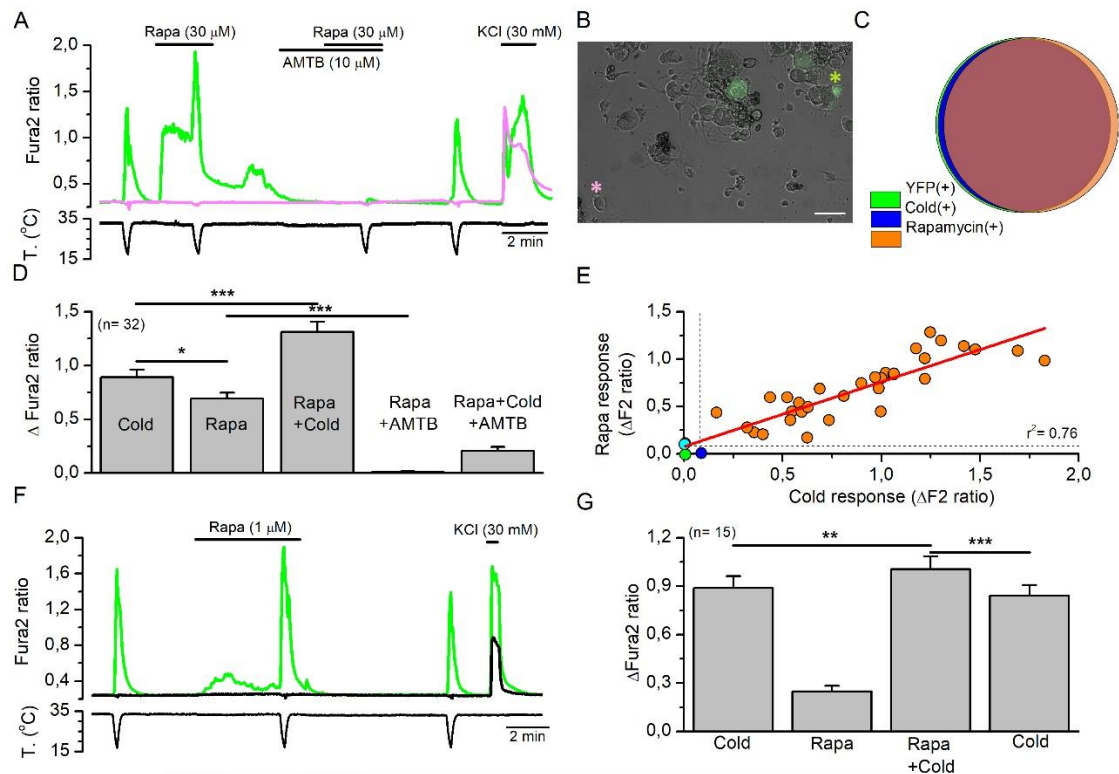 A
Rapa (30 μM)
Rapa (30 μM)
KCl (30 mM)
AMTB (10 μM)
2,0
1,5
1,0
0,5
Fura2 ratio
35
15
T. (°C)
2 min
B
*
*
C
YFP(+)
Cold(+)
Rapamycin(+)
D
(n= 32)
***
***
*
1,5
1,0
0,5
0,0
Δ Fura2 ratio
Cold
Rapa
Rapa
+Cold
Rapa
+AMTB
Rapa+Cold
+AMTB
E
1,5
1,0
0,5
0,0
Rapa response
(ΔF2 ratio)
r²= 0.76
0,0 0,5 1,0 1,5 2,0
Cold response (ΔF2 ratio)
F
Rapa (1 μM)
KCl (30 mM)
2,0
1,6
1,2
0,8
0,4
Fura2 ratio
35
15
T. (°C)
2 min
G
(n= 15)
**
***
0,9
0,6
0,3
0,0
ΔFura2 ratio
Cold
Rapa
Rapa
+Cold
Cold